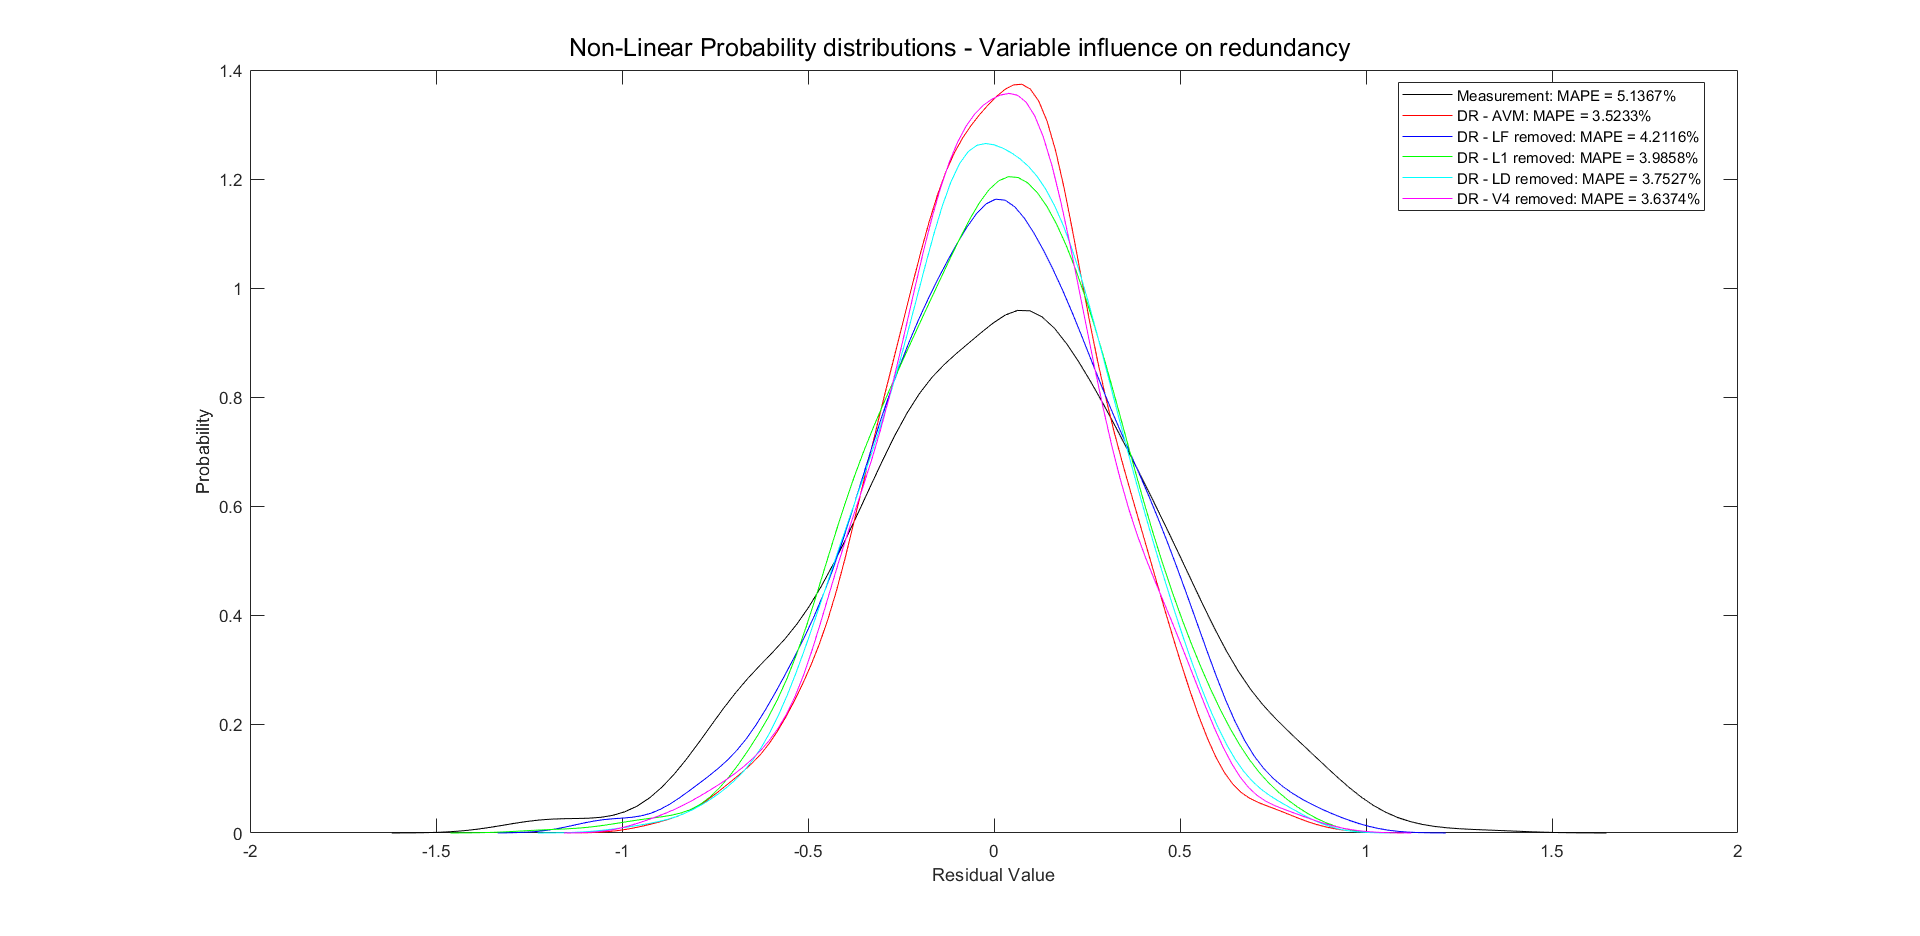 Non-Linear Probability distributions - Variable influence on redundancy
1.4
1.2
1
0.8
0.6
0.4
0.2
0
Probability
Measurement: MAPE = 5.1367%
DR - AVM: MAPE = 3.5233%
DR - LF removed: MAPE = 4.2116%
DR - L1 removed: MAPE = 3.9858%
DR - LD removed: MAPE = 3.7527%
DR - V4 removed: MAPE = 3.6374%
-2 -1.5 -1 -0.5 0 0.5 1 1.5 2
Residual Value